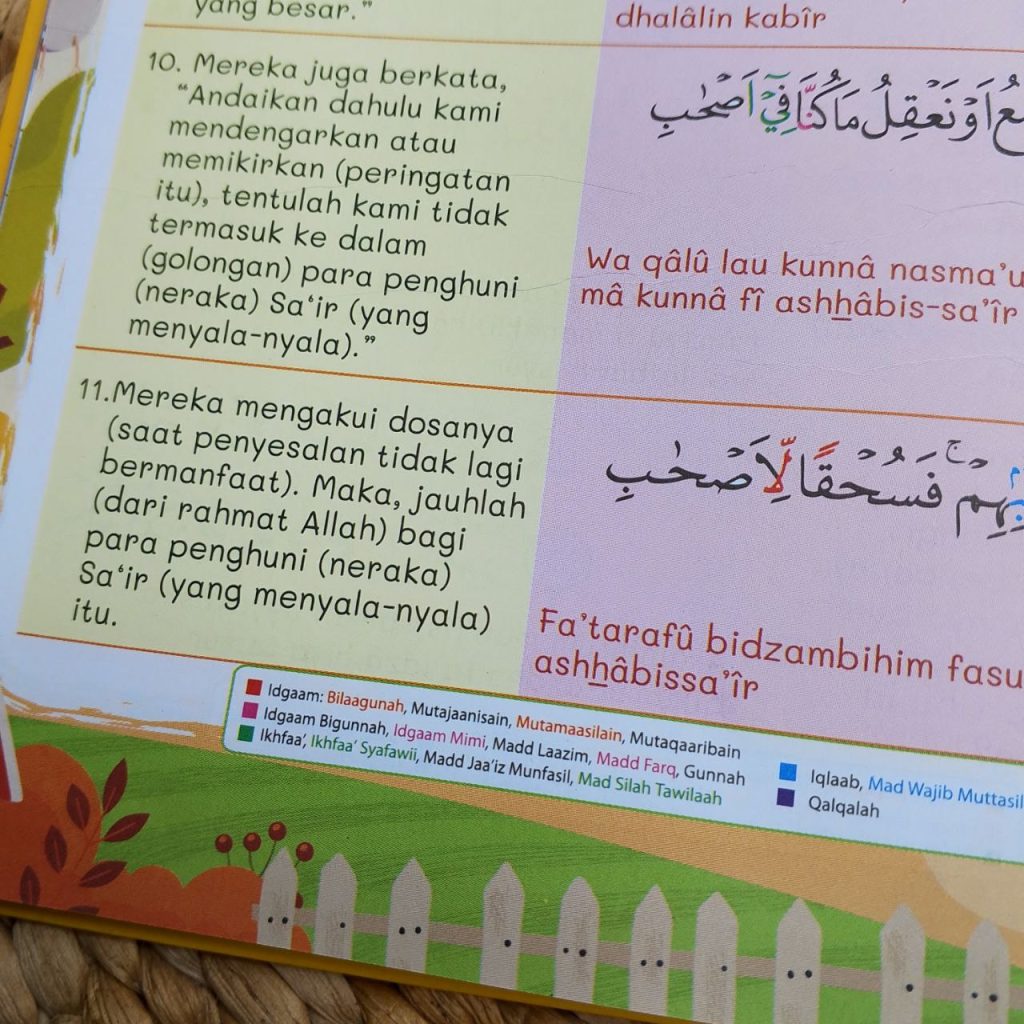 yang besar."
10. Mereka juga berkata,
"Andaikan dahulu kami
mendengarkan atau
memikirkan (peringatan
itu), tentulah kami tidak
termasuk ke dalam
(golongan) para penghuni
(neraka) Sa‘ir (yang
menyala-nyala)."
11.Mereka mengakui dosanya
(saat penyesalan tidak lagi
bermanfaat). Maka, jauhlah
(dari rahmat Allah) bagi
para penghuni (neraka)
Sa‘ir (yang menyala-nyala)
itu.
dhalâlin kabîr
اَوْ نَعْقِلُ مَا كُنَّا فِيْٓ اَصْحٰبِ
Wa qâlû lau kunnâ nasma’u
mâ kunnâ fî ashhâbis-sa’îr
فَسُحْقًا لِّاَصْحٰبِ
Fa’tarafû bidzambihim fasu
ashhâbissa’îr
Idgaam: Bilaagunah, Mutajaanisain, Mutamaasilain, Mutaqaaribain
Idgaam Bigunnah, Idgaam Mimi, Madd Laazim, Madd Farq, Gunnah
Ikhfaa’, Ikhfaa’ Syafawii, Madd Jaa’iz Munfasil, Mad Silah Tawilaah
Iqlaab, Mad Wajib Muttasil
Qalqalah